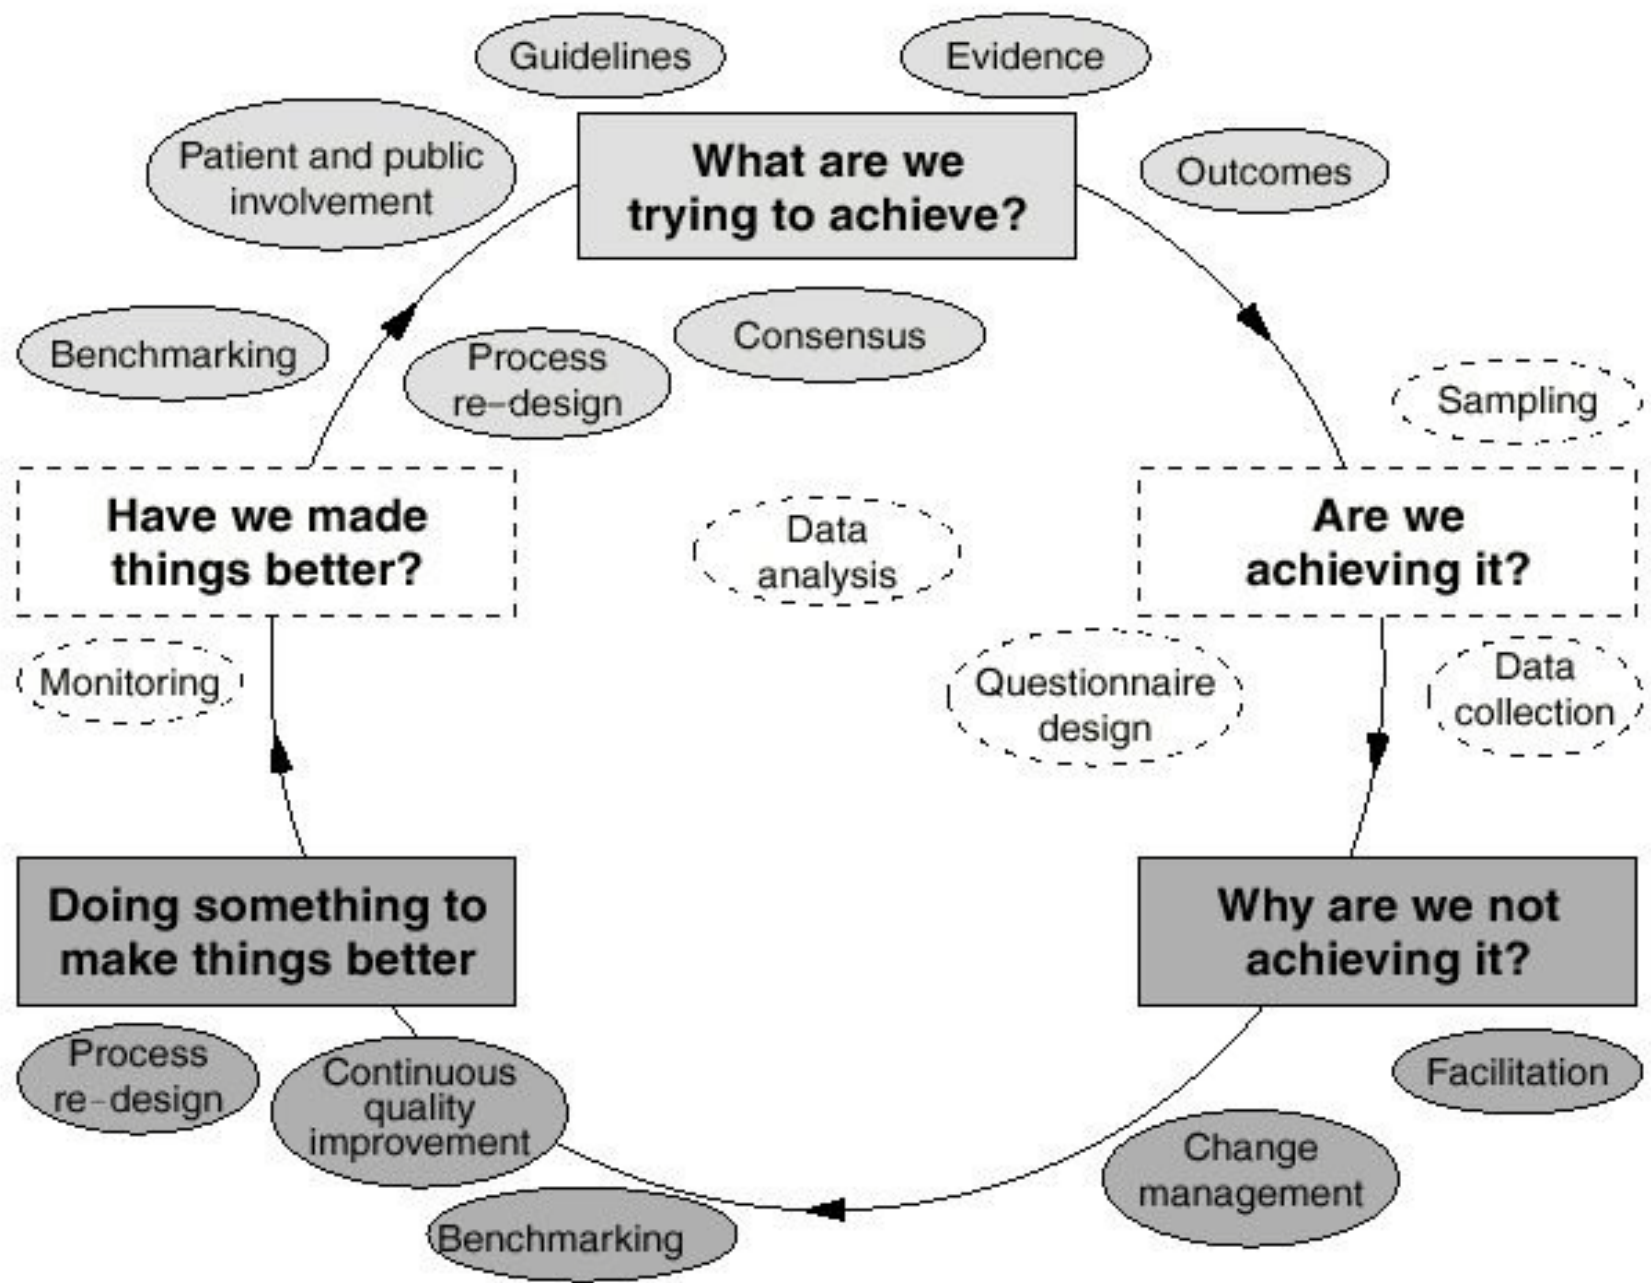 Guidelines
Evidence
Patient and public
involvement
What are we
trying to achieve?
Outcomes
Benchmarking
Process
re-design
Consensus
Sampling
Have we made
things better?
Data
analysis
Are we
achieving it?
Monitoring
Questionnaire
design
Data
collection
Doing something to
make things better
Why are we not
achieving it?
Process
re-design
Continuous
quality
improvement
Facilitation
Change
management
Benchmarking